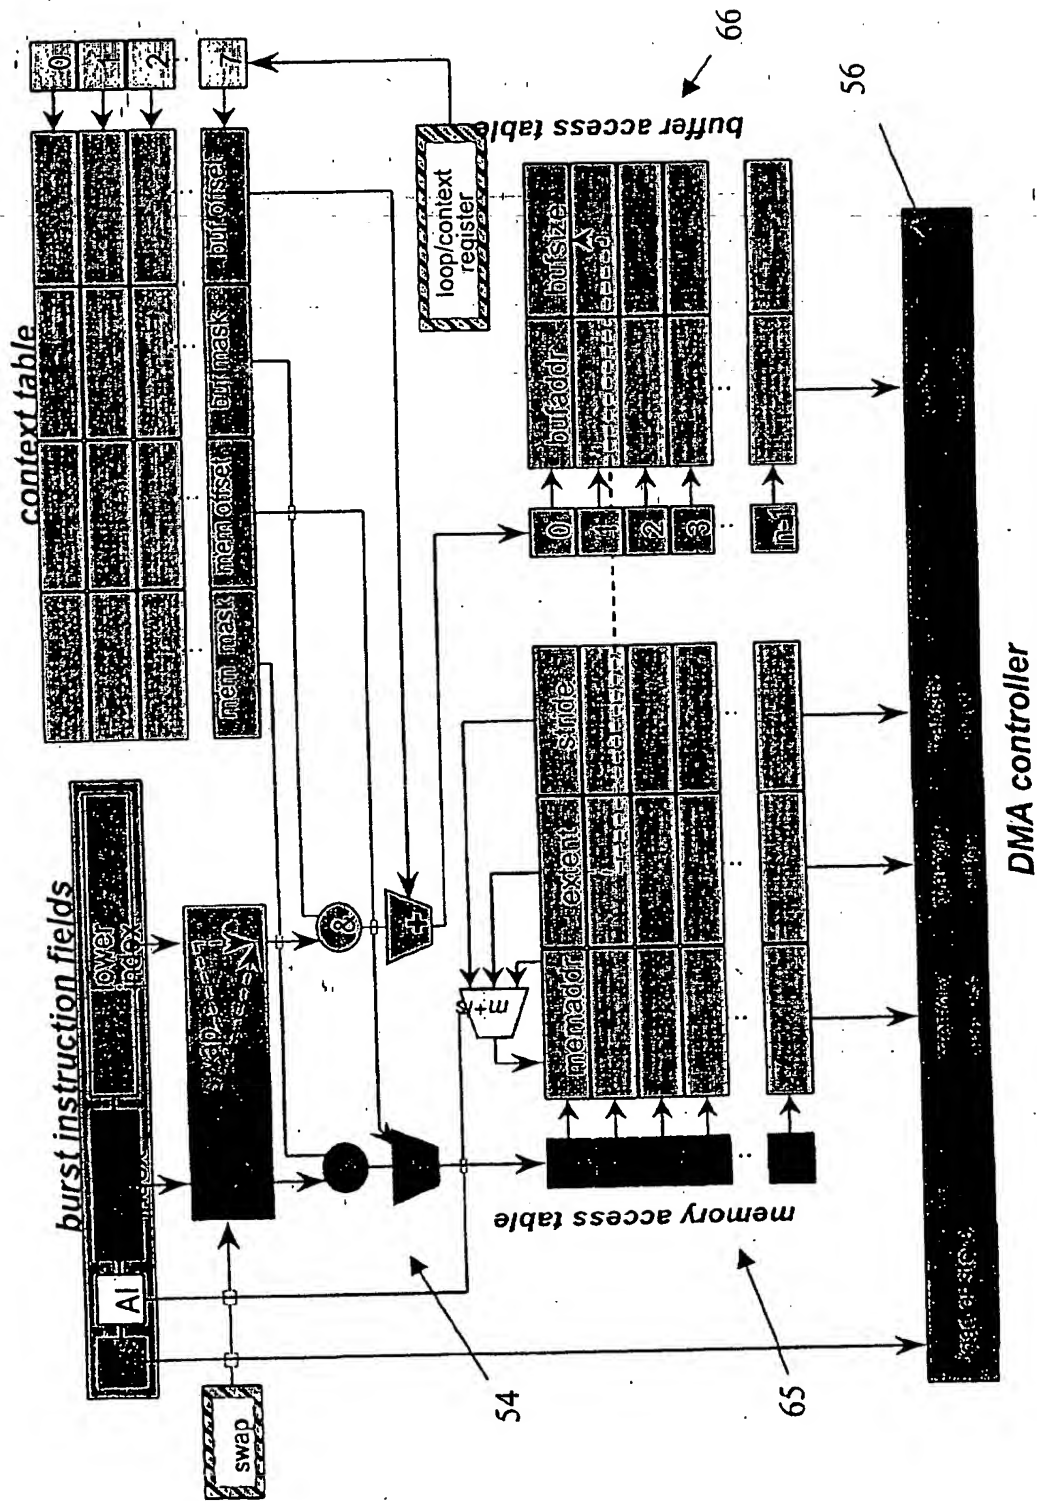 burst instruction fields
context table
AI
index
lower
index
0
1
2
7
swap
swap
mem mask
mem offset
buf mask
buf offset
loop/context
register
&
+
m+/s
memaddr
extent
stride
bufaddr
bufsize
0
1
2
3
n-1
memory access table
buffer access table
54
65
66
56
DMA controller